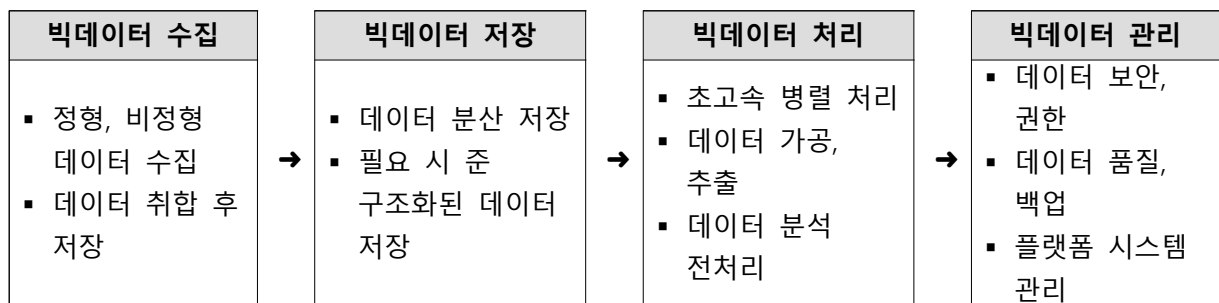 빅데이터 수집
▪ 정형, 비정형
데이터 수집
▪ 데이터 취합 후
저장
➜
빅데이터 저장
▪ 데이터 분산 저장
▪ 필요 시 준
구조화된 데이터
저장
➜
빅데이터 처리
▪ 초고속 병렬 처리
▪ 데이터 가공,
추출
▪ 데이터 분석
전처리
➜
빅데이터 관리
▪ 데이터 보안,
권한
▪ 데이터 품질,
백업
▪ 플랫폼 시스템
관리